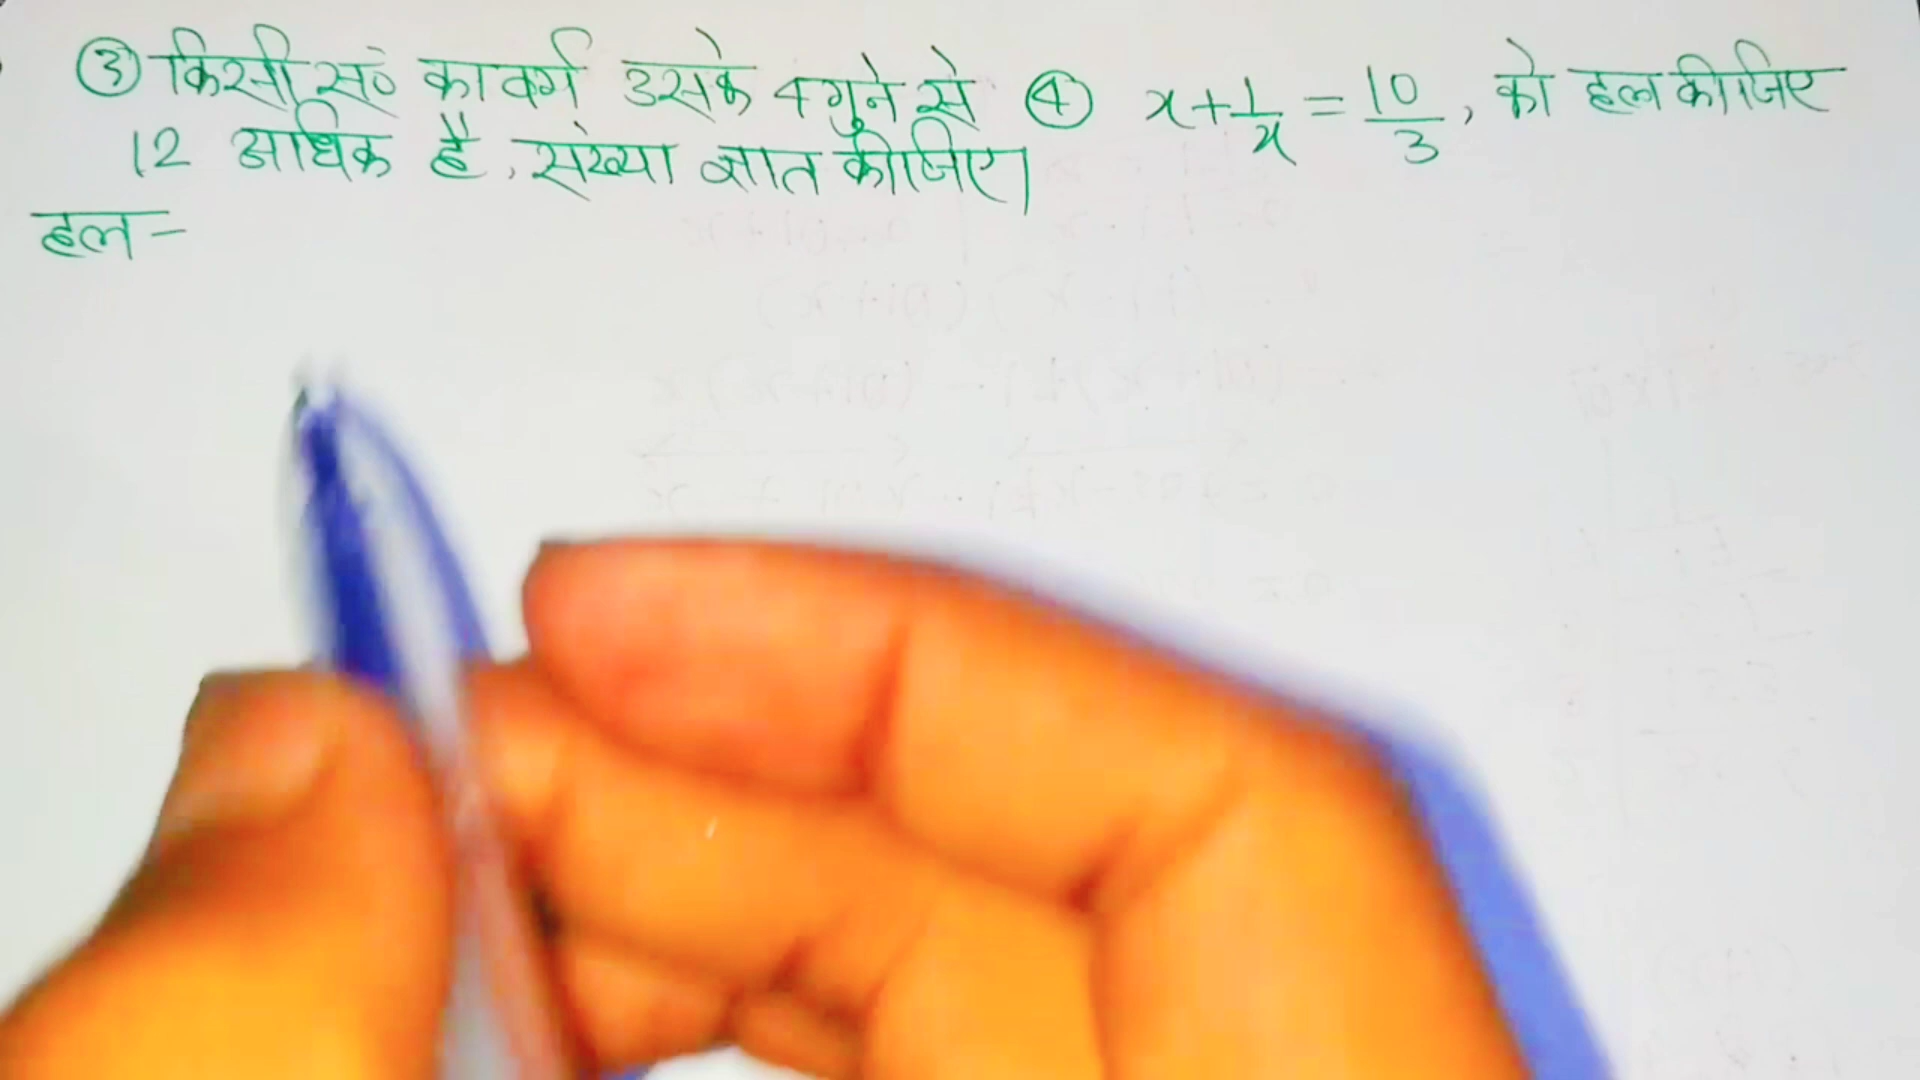 ③ किसी सं० का वर्ग उसके 4 गुने से
12 अधिक है, संख्या ज्ञात कीजिए।
हल –
④ x + 1/x = 10/3, को हल कीजिए